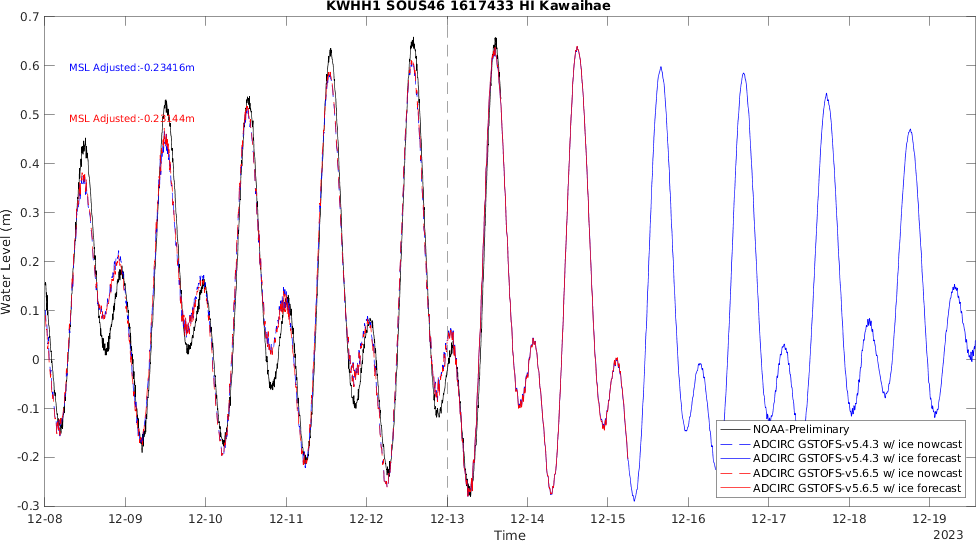 KWHH1 SOUS46 1617433 HI Kawaihae
0.7
0.6
0.5
0.4
0.3
0.2
0.1
0
-0.1
-0.2
-0.3
Water Level (m)
MSL Adjusted:-0.23416m
MSL Adjusted:-0.23144m
NOAA-Preliminary
ADCIRC GSTOFS-v5.4.3 w/ ice nowcast
ADCIRC GSTOFS-v5.4.3 w/ ice forecast
ADCIRC GSTOFS-v5.6.5 w/ ice nowcast
ADCIRC GSTOFS-v5.6.5 w/ ice forecast
12-08 12-09 12-10 12-11 12-12 12-13 12-14 12-15 12-16 12-17 12-18 12-19
Time
2023